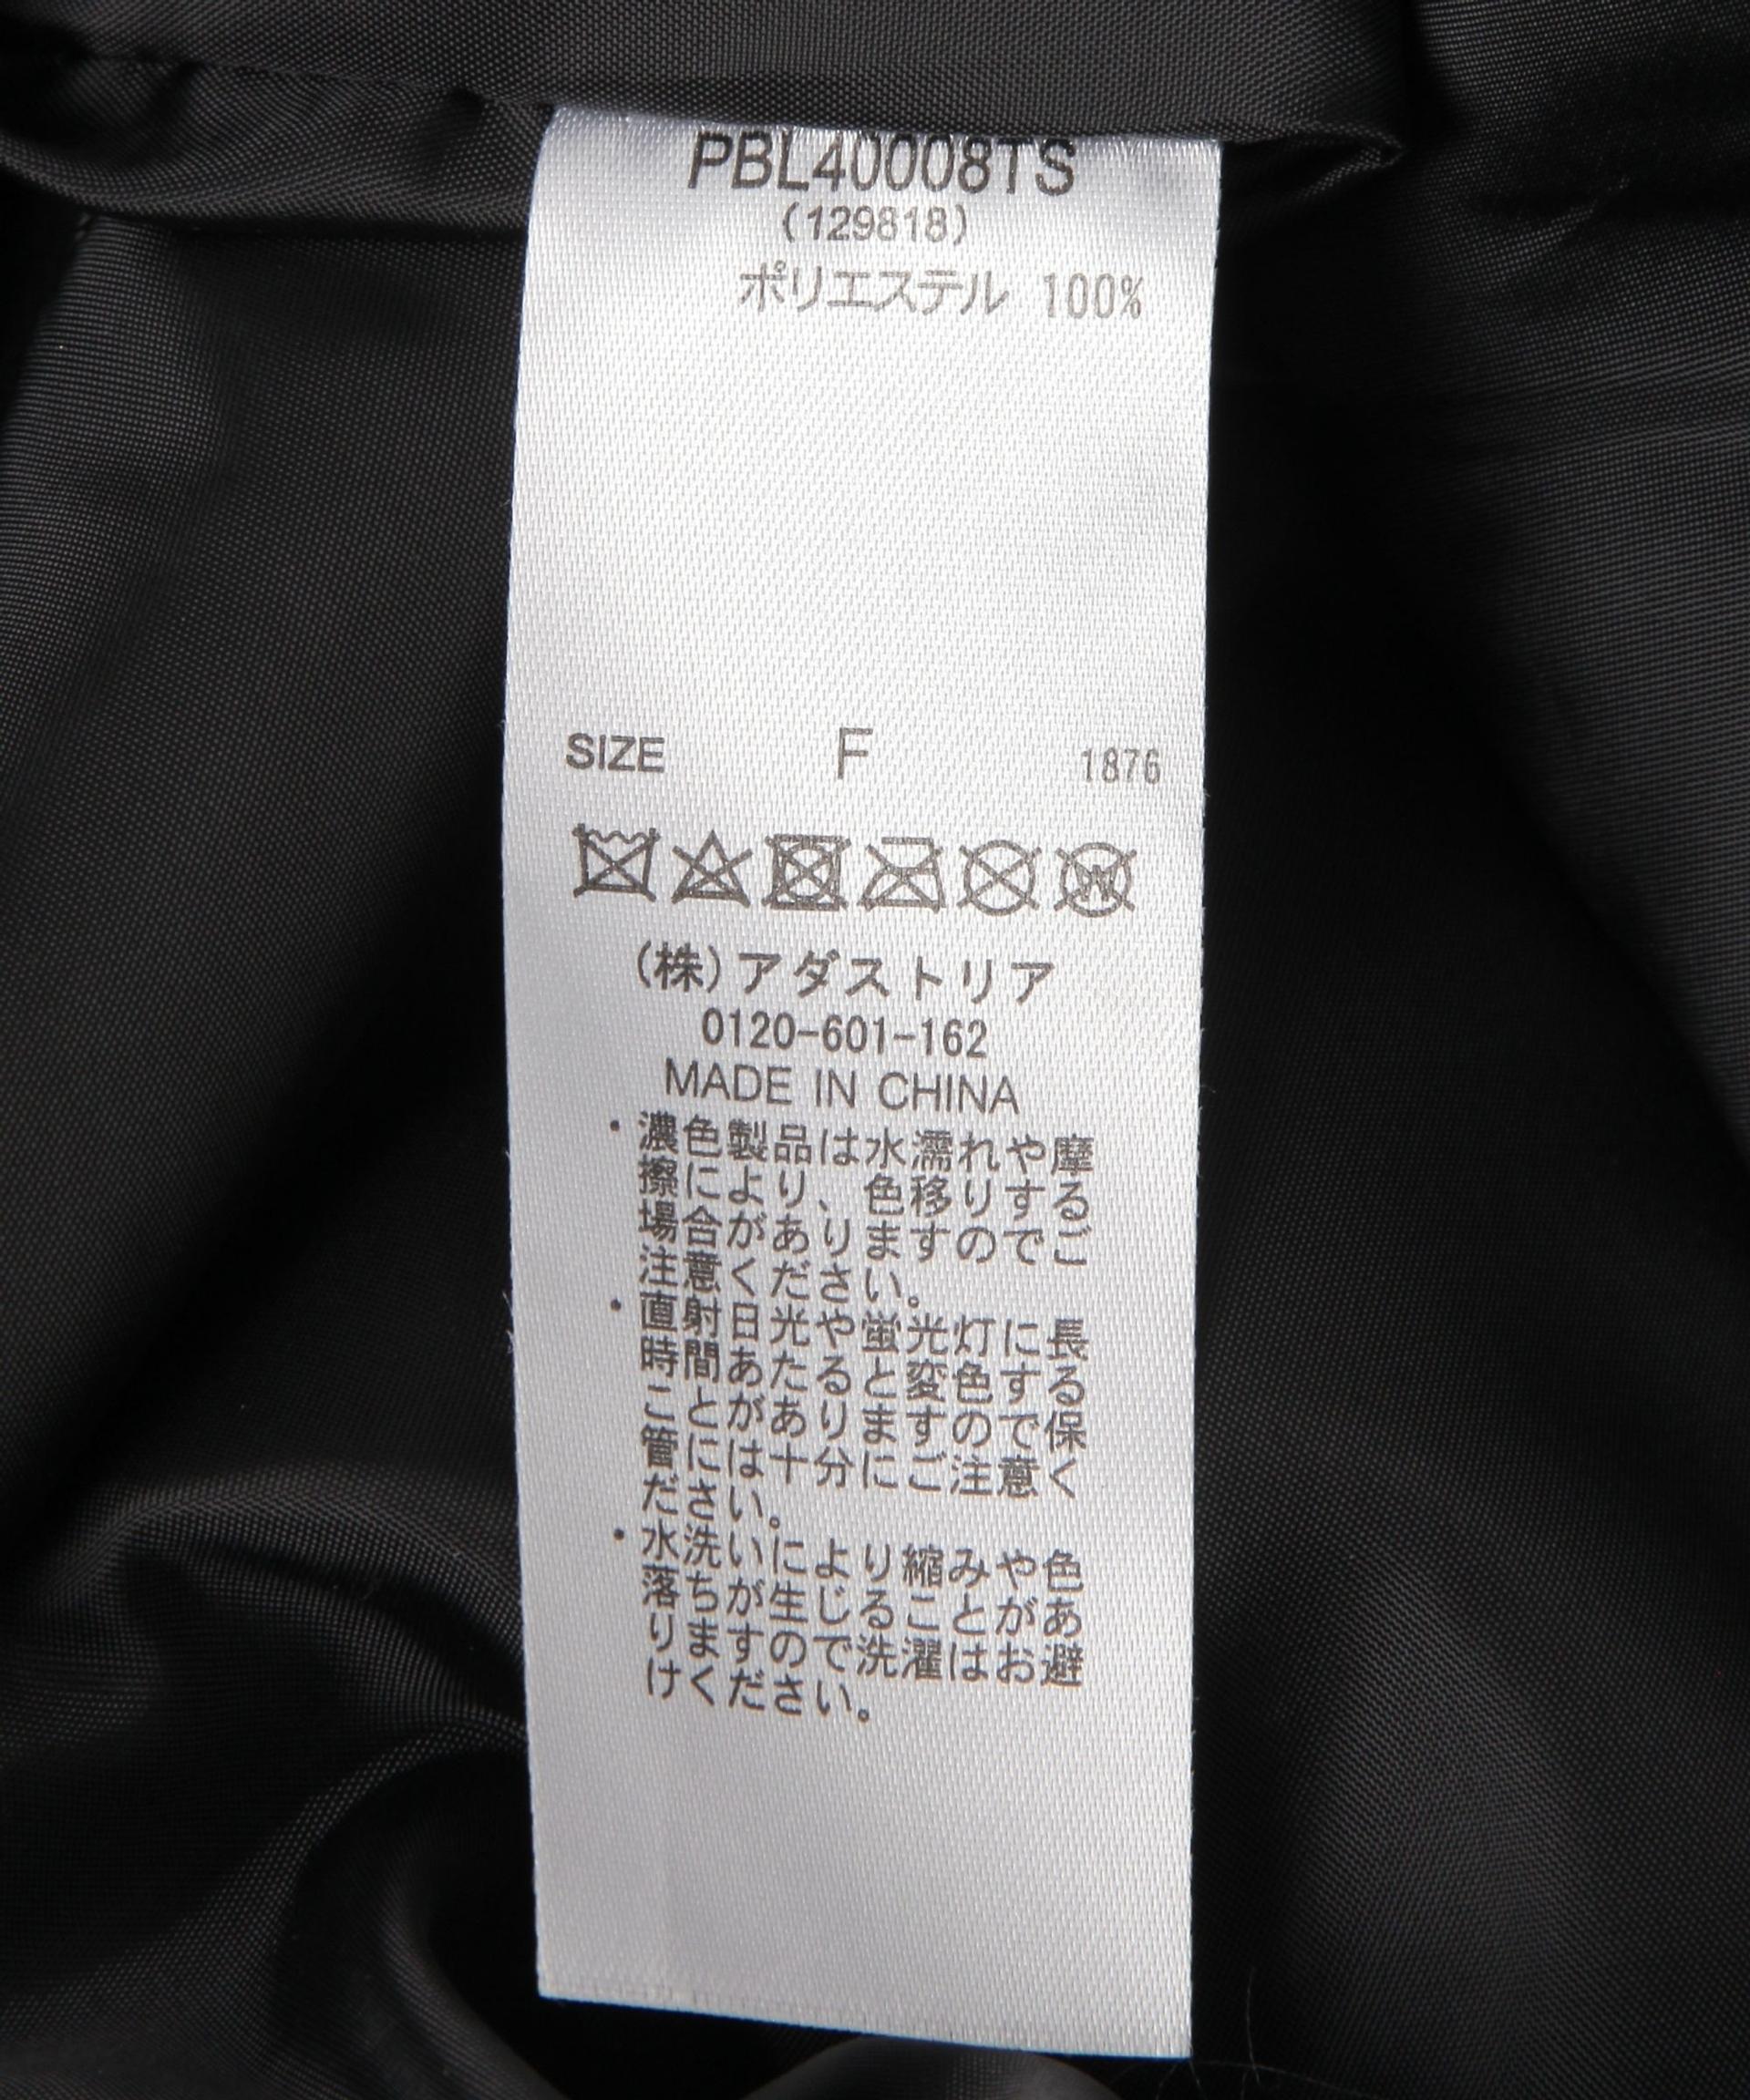 PBL40008TS
(129818)
ポリエステル 100%
SIZE F 1876
(株)アダストリア
0120-601-162
MADE IN CHINA
・濃色製品は水濡れや摩
擦により、色移りする
場合がありますのでご
注意ください。
・直射日光や蛍光灯に長
時間あたると変色する
ことがありますので保
管には十分にご注意く
ださい。
・水洗いにより縮みや色
落ちが生じることがあ
りますので洗濯はお避
けください。